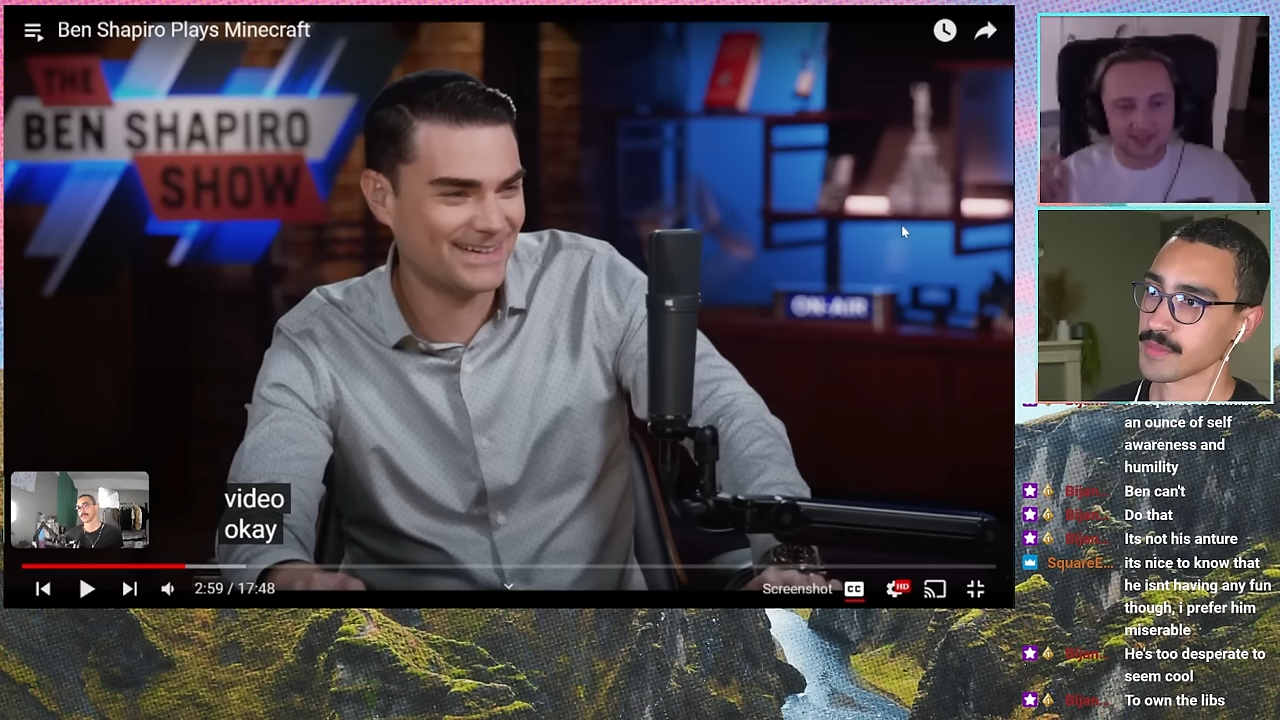 Ben Shapiro Plays Minecraft
THE
BEN SHAPIRO
SHOW
ON-AIR
video
okay
2:59 / 17:48
Screenshot
CC
HD
an ounce of self
awareness and
humility
Ben can't
Do that
Its not his anture
SquareE... its nice to know that
he isnt having any fun
though, i prefer him
miserable
He's too desperate to
seem cool
To own the libs